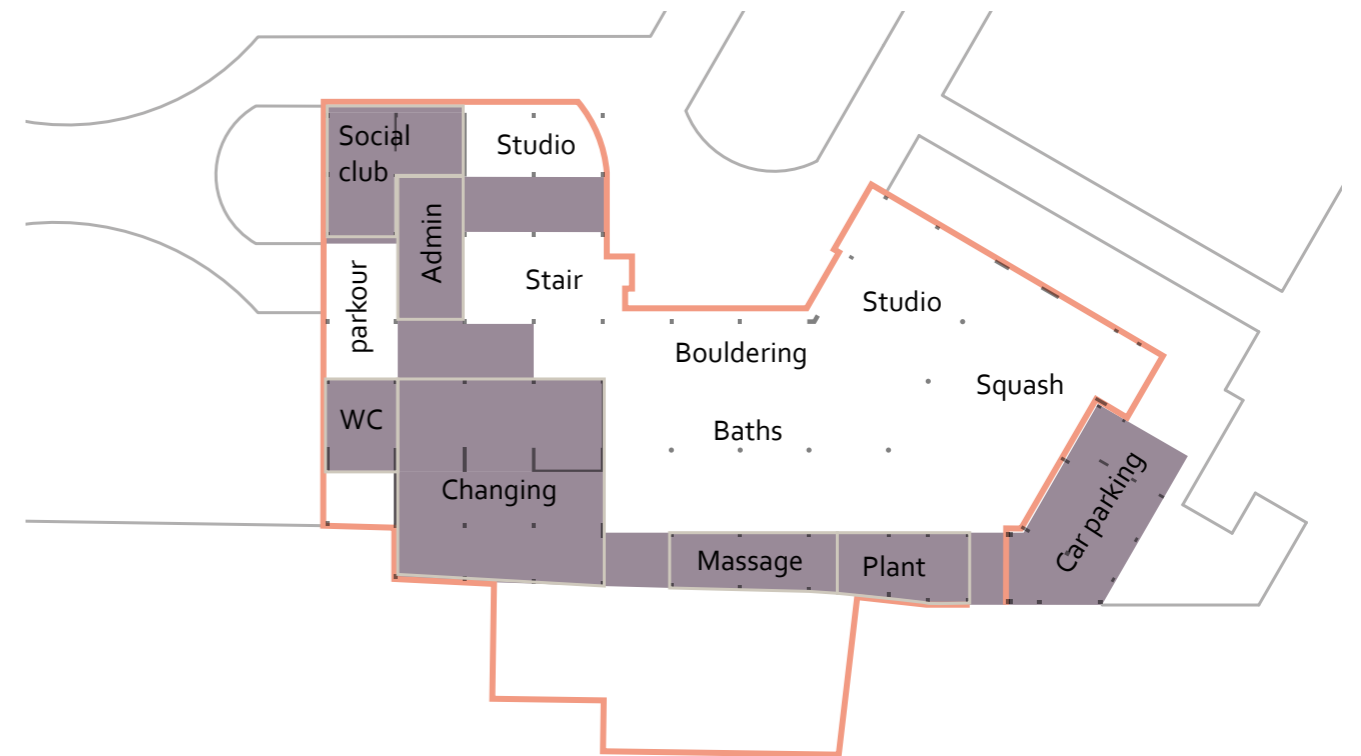 Social
club
Studio
Admin
parkour
Stair
Studio
Bouldering
Squash
WC
Baths
Changing
Massage
Plant
Car parking